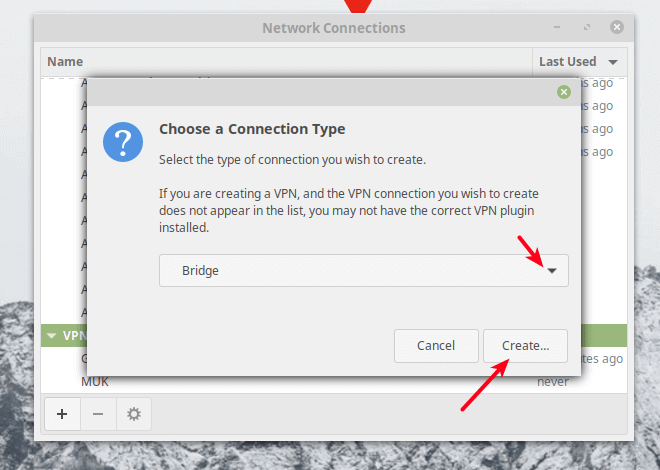 Network Connections
Name
Last Used
ago
Choose a Connection Type
ago
ago
Select the type of connection you wish to create.
ago
If you are creating a VPN, and the VPN connection you wish to create
does not appear in the list, you may not have the correct VPN plugin
installed.
Bridge
VPN
Cancel
Create...
ago
MUK
never